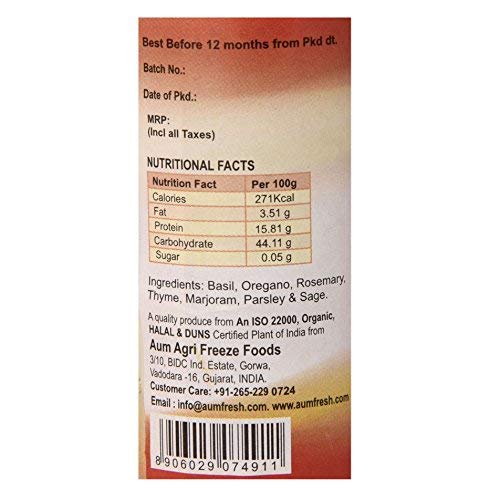 Best Before 12 months from Pkd dt.
Batch No.:
Date of Pkd.:
MRP:
(Incl all Taxes)
NUTRITIONAL FACTS
Nutrition Fact Per 100g
Calories 271Kcal
Fat 3.51 g
Protein 15.81 g
Carbohydrate 44.11 g
Sugar 0.05 g
Ingredients: Basil, Oregano, Rosemary,
Thyme, Marjoram, Parsley & Sage.
A quality produce from An ISO 22000, Organic,
HALAL & DUNS Certified Plant of India from
Aum Agri Freeze Foods
3/10, BIDC Ind. Estate, Gorwa,
Vadodara -16, Gujarat, INDIA.
Customer Care: +91-265-229 0724
Email : info@aumfresh.com. www.aumfresh.com
8 906029 074911